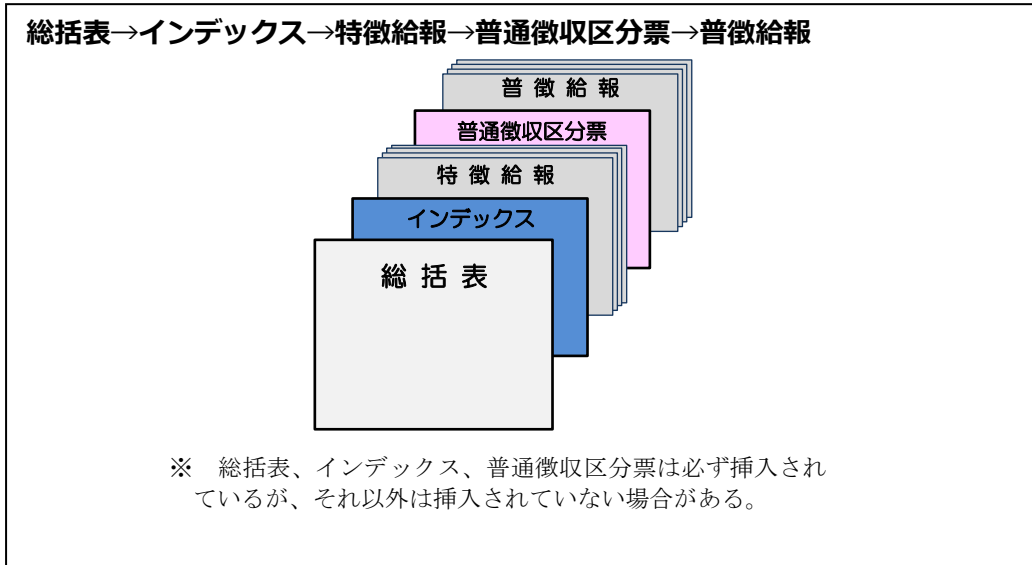 総括表→インデックス→特徴給報→普通徴収区分票→普徴給報
普 徴 給 報
普通徴収区分票
特 徴 給 報
インデックス
総 括 表
※　総括表、インデックス、普通徴収区分票は必ず挿入され
ているが、それ以外は挿入されていない場合がある。